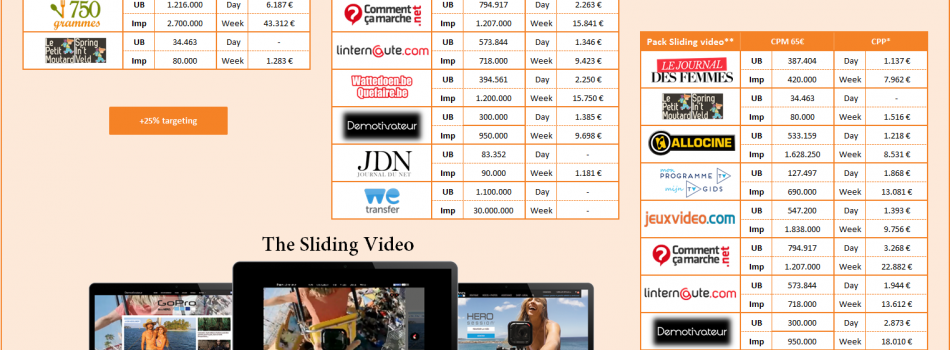 750 grammes UB 1.216.000 Day 6.187 €
Imp 2.700.000 Week 43.312 €
Le Petit Moutard Spring In't Veld UB 34.463 Day -
Imp 80.000 Week 1.283 €
+25% targeting
Comment ça marche.net UB 794.917 Day 2.263 €
Imp 1.207.000 Week 15.841 €
linternaute.com UB 573.844 Day 1.346 €
Imp 718.000 Week 9.423 €
Wattedoen.be Quefaire.be UB 394.561 Day 2.250 €
Imp 1.200.000 Week 15.750 €
Demotivateur UB 300.000 Day 1.385 €
Imp 950.000 Week 9.698 €
JDN JOURNAL DU NET UB 83.352 Day -
Imp 90.000 Week 1.181 €
we transfer UB 1.100.000 Day -
Imp 30.000.000 Week -
Pack Sliding video** CPM 65€ CPP*
LE JOURNAL DES FEMMES UB 387.404 Day 1.137 €
Imp 420.000 Week 7.962 €
Le Petit Moutard Spring In't Veld UB 34.463 Day -
Imp 80.000 Week 1.516 €
ALLOCINE UB 533.159 Day 1.218 €
Imp 1.628.250 Week 8.531 €
mon PROGRAMME TV mijn TV GIDS UB 127.497 Day 1.868 €
Imp 690.000 Week 13.081 €
jeuxvideo.com UB 547.200 Day 1.393 €
Imp 1.838.000 Week 9.756 €
Comment ça marche.net UB 794.917 Day 3.268 €
Imp 1.207.000 Week 22.882 €
linternaute.com UB 573.844 Day 1.944 €
Imp 718.000 Week 13.612 €
Demotivateur UB 300.000 Day 2.873 €
Imp 950.000 Week 18.010 €
The Sliding Video
GoPro
HERO
SESSION